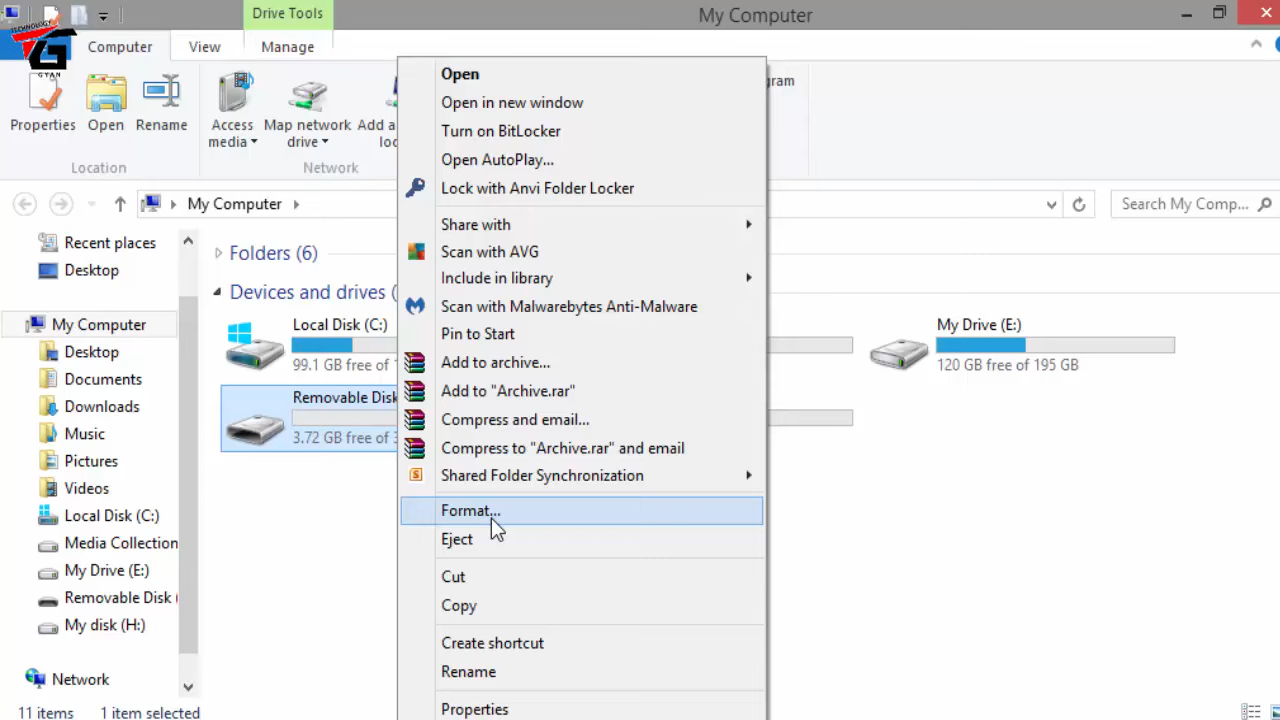 Drive Tools
My Computer
TECHNOLOGY
GYAN
Computer
View
Manage
Properties
Open
Rename
Access media
Map network drive
Add a
loc
gram
Location
Network
My Computer
Search My Comp...
Recent places
Desktop
My Computer
Desktop
Documents
Downloads
Music
Pictures
Videos
Local Disk (C:)
Media Collection
My Drive (E:)
Removable Disk (
My disk (H:)
Network
Folders (6)
Devices and drives (
Local Disk (C:)
99.1 GB free of
Removable Disk
3.72 GB free of
My Drive (E:)
120 GB free of 195 GB
Open
Open in new window
Turn on BitLocker
Open AutoPlay...
Lock with Anvi Folder Locker
Share with
Scan with AVG
Include in library
Scan with Malwarebytes Anti-Malware
Pin to Start
Add to archive...
Add to "Archive.rar"
Compress and email...
Compress to "Archive.rar" and email
Shared Folder Synchronization
Format...
Eject
Cut
Copy
Create shortcut
Rename
Properties
11 items
1 item selected